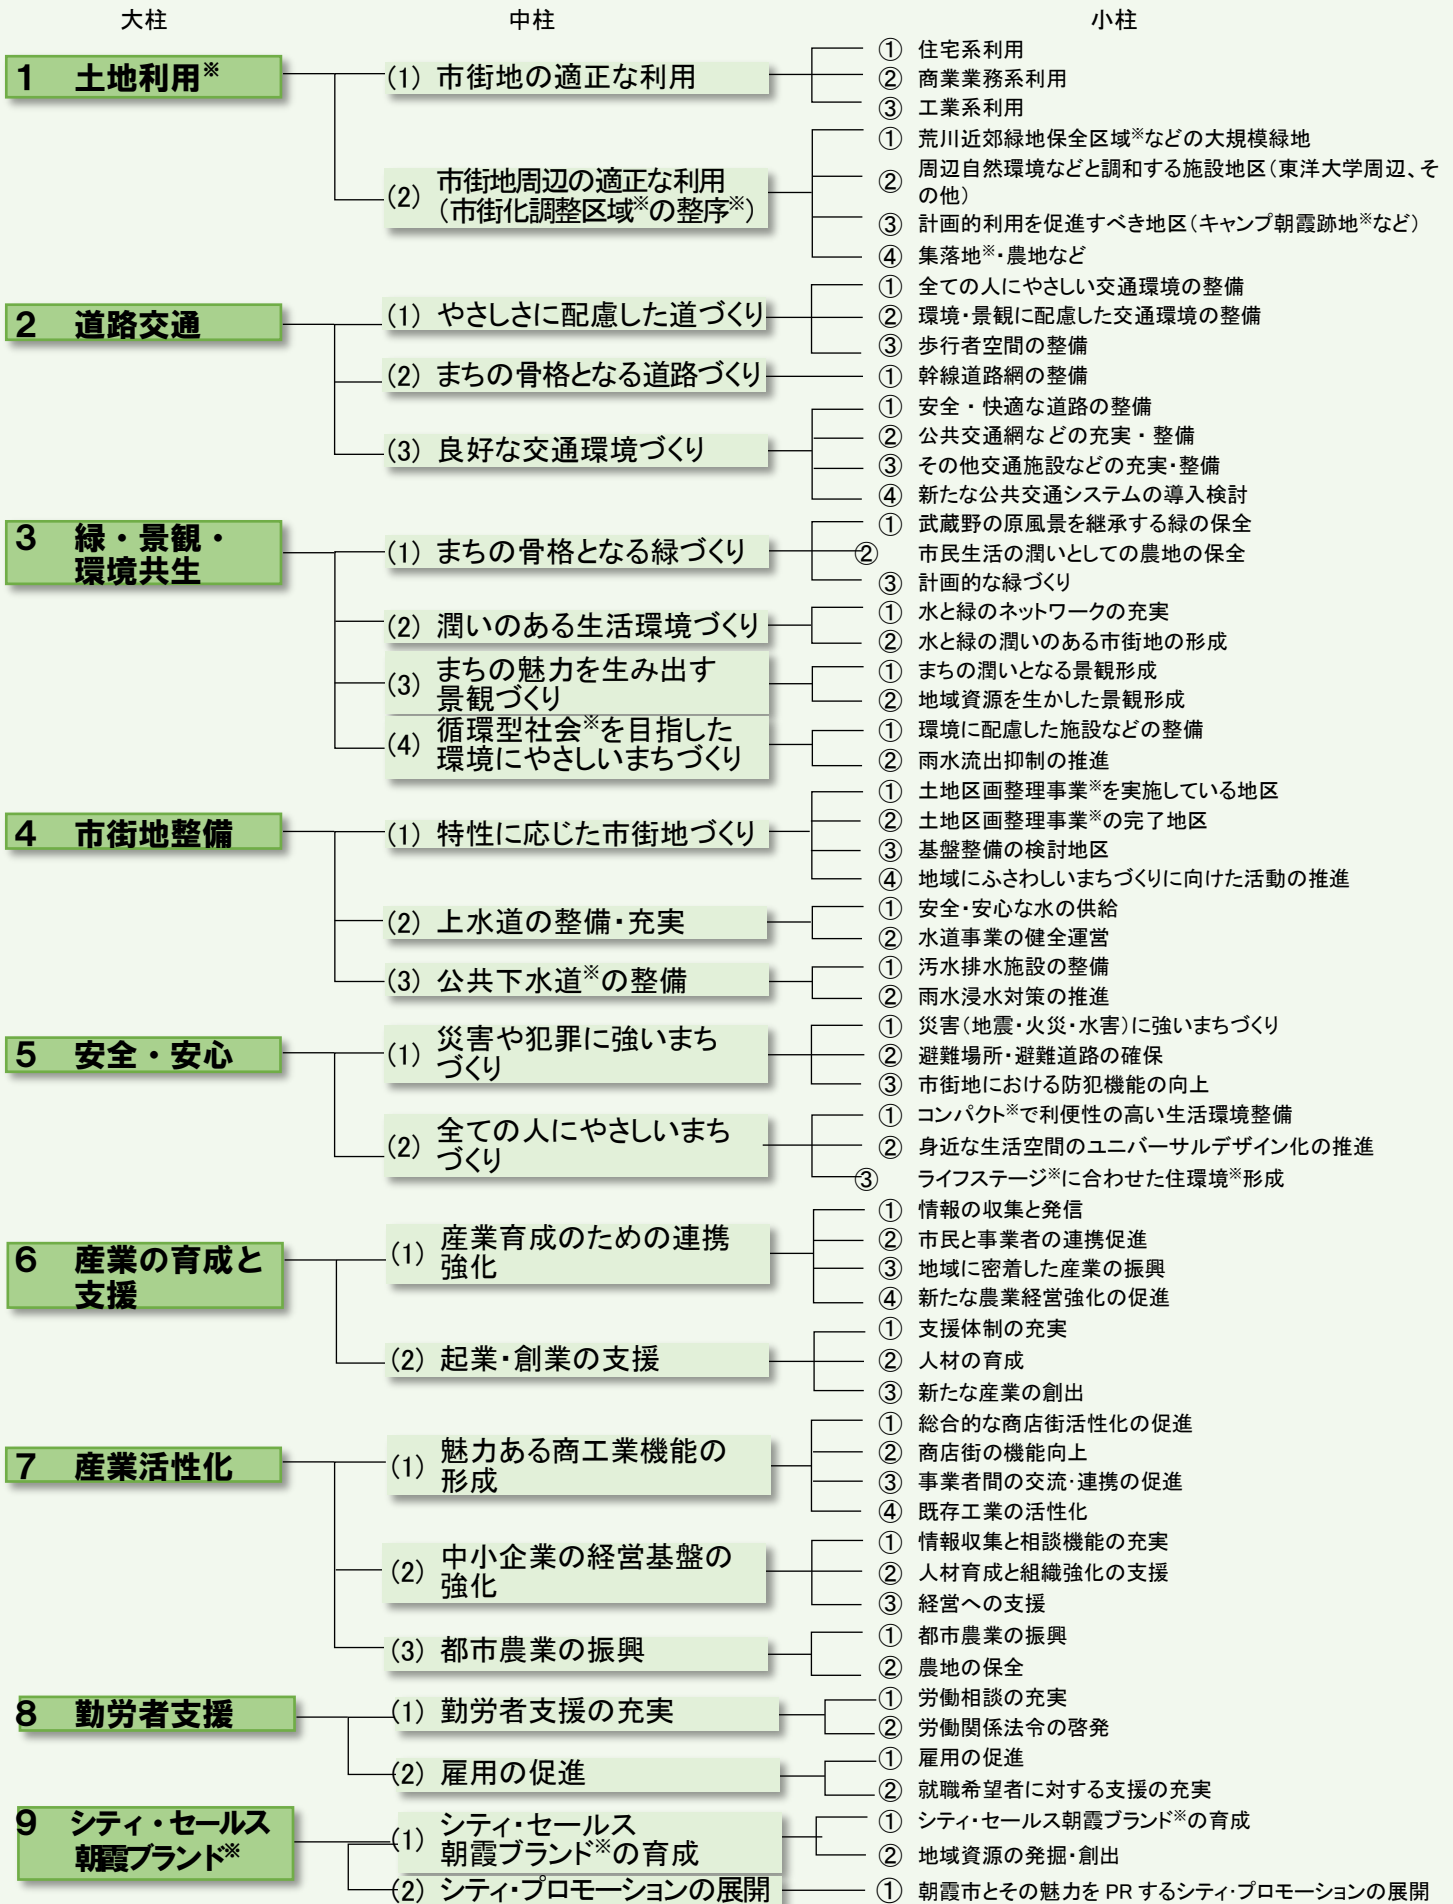 大柱 中柱 小柱
1 土地利用※
(1) 市街地の適正な利用
① 住宅系利用
② 商業業務系利用
③ 工業系利用
(2) 市街地周辺の適正な利用
(市街化調整区域※の整序※)
① 荒川近郊緑地保全区域※などの大規模緑地
② 周辺自然環境などと調和する施設地区(東洋大学周辺、そ
の他)
③ 計画的利用を促進すべき地区(キャンプ朝霞跡地※など)
④ 集落地※・農地など
2 道路交通
(1) やさしさに配慮した道づくり
① 全ての人にやさしい交通環境の整備
② 環境・景観に配慮した交通環境の整備
③ 歩行者空間の整備
(2) まちの骨格となる道路づくり
① 幹線道路網の整備
(3) 良好な交通環境づくり
① 安全・快適な道路の整備
② 公共交通網などの充実・整備
③ その他交通施設などの充実・整備
④ 新たな公共交通システムの導入検討
3 緑・景観・
環境共生
(1) まちの骨格となる緑づくり
① 武蔵野の原風景を継承する緑の保全
② 市民生活の潤いとしての農地の保全
③ 計画的な緑づくり
(2) 潤いのある生活環境づくり
① 水と緑のネットワークの充実
② 水と緑の潤いのある市街地の形成
(3) まちの魅力を生み出す
景観づくり
① まちの潤いとなる景観形成
② 地域資源を生かした景観形成
(4) 循環型社会※を目指した
環境にやさしいまちづくり
① 環境に配慮した施設などの整備
② 雨水流出抑制の推進
4 市街地整備
(1) 特性に応じた市街地づくり
① 土地区画整理事業※を実施している地区
② 土地区画整理事業※の完了地区
③ 基盤整備の検討地区
④ 地域にふさわしいまちづくりに向けた活動の推進
(2) 上水道の整備・充実
① 安全・安心な水の供給
② 水道事業の健全運営
(3) 公共下水道※の整備
① 汚水排水施設の整備
② 雨水浸水対策の推進
5 安全・安心
(1) 災害や犯罪に強いまち
づくり
① 災害(地震・火災・水害)に強いまちづくり
② 避難場所・避難道路の確保
③ 市街地における防犯機能の向上
(2) 全ての人にやさしいまち
づくり
① コンパクト※で利便性の高い生活環境整備
② 身近な生活空間のユニバーサルデザイン化の推進
③ ライフステージ※に合わせた住環境※形成
6 産業の育成と
支援
(1) 産業育成のための連携
強化
① 情報の収集と発信
② 市民と事業者の連携促進
③ 地域に密着した産業の振興
④ 新たな農業経営強化の促進
(2) 起業・創業の支援
① 支援体制の充実
② 人材の育成
③ 新たな産業の創出
7 産業活性化
(1) 魅力ある商工業機能の
形成
① 総合的な商店街活性化の促進
② 商店街の機能向上
③ 事業者間の交流・連携の促進
④ 既存工業の活性化
(2) 中小企業の経営基盤の
強化
① 情報収集と相談機能の充実
② 人材育成と組織強化の支援
③ 経営への支援
(3) 都市農業の振興
① 都市農業の振興
② 農地の保全
8 勤労者支援
(1) 勤労者支援の充実
① 労働相談の充実
② 労働関係法令の啓発
(2) 雇用の促進
① 雇用の促進
② 就職希望者に対する支援の充実
9 シティ・セールス
朝霞ブランド※
(1) シティ・セールス
朝霞ブランド※の育成
① シティ・セールス朝霞ブランド※の育成
② 地域資源の発掘・創出
(2) シティ・プロモーションの展開
① 朝霞市とその魅力を PR するシティ・プロモーションの展開